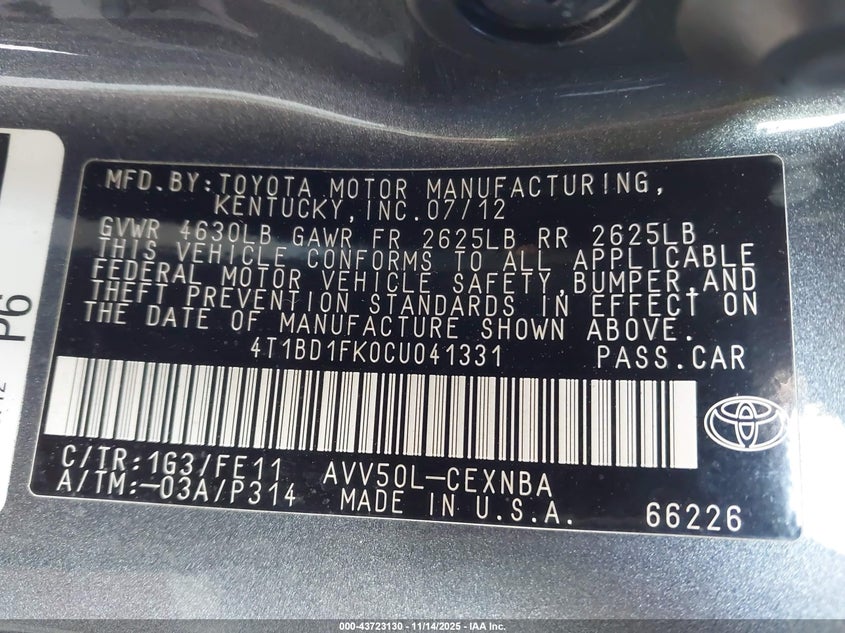 MFD.BY:TOYOTA MOTOR MANUFACTURING,
KENTUCKY,INC.07/12
GVWR 4630LB GAWR FR 2625LB RR 2625LB
THIS VEHICLE CONFORMS TO ALL APPLICABLE
FEDERAL MOTOR VEHICLE SAFETY,BUMPER,AND
THEFT PREVENTION STANDARDS IN EFFECT ON
THE DATE OF MANUFACTURE SHOWN ABOVE.
4T1BD1FK0CU041331 PASS.CAR
C/TR:1G3/FE11 AVV50L-CEXNBA
A/TM:-03A/P314 MADE IN U.S.A. 66226
P6
000-43723130 - 11/14/2025 - IAA Inc.